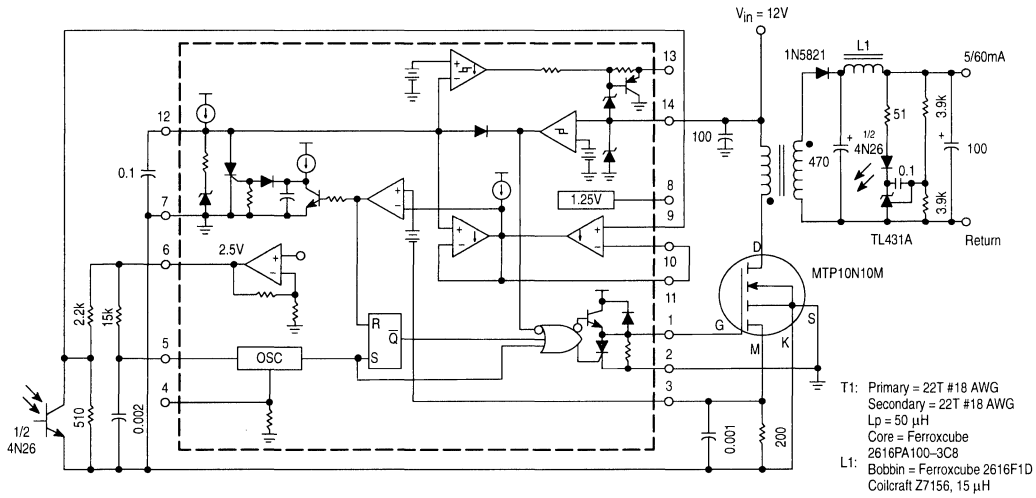 Vin = 12V
1N5821
L1
5/60mA
51
3.9k
+
1/2
4N26
470
0.1
+
100
3.9k
TL431A
Return
13
14
100
12
0.1
7
8
1.25V
9
10
11
+
−
+
−
+
−
+
−
+
−
6
2.5V
D
MTP10N10M
G
S
K
M
1
2
3
2.2k
15k
R
Q
S
5
OSC
4
510
0.002
1/2
4N26
0.001
200
T1: Primary = 22T #18 AWG
Secondary = 22T #18 AWG
Lp = 50 μH
Core = Ferroxcube
2616PA100–3C8
L1: Bobbin = Ferroxcube 2616F1D
Coilcraft Z7156, 15 μH